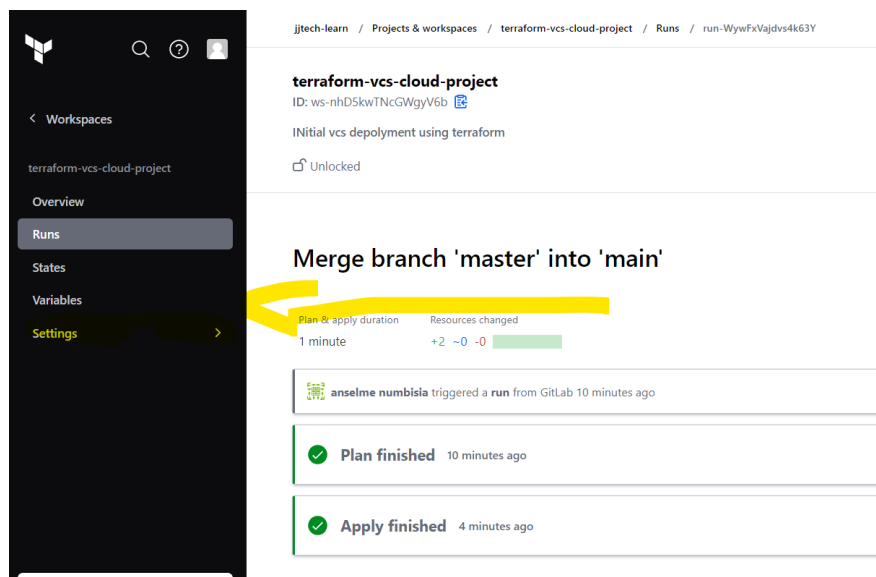 jjtech-learn / Projects & workspaces / terraform-vcs-cloud-project / Runs / run-WywFxVajdvs4k63Y
< Workspaces
terraform-vcs-cloud-project
Overview
Runs
States
Variables
Settings >
terraform-vcs-cloud-project
ID: ws-nhD5kwTNcGWgyV6b
INitial vcs depolyment using terraform
Unlocked
Merge branch 'master' into 'main'
Plan & apply duration Resources changed
1 minute +2 ~0 -0
anselme numbisia triggered a run from GitLab 10 minutes ago
Plan finished 10 minutes ago
Apply finished 4 minutes ago